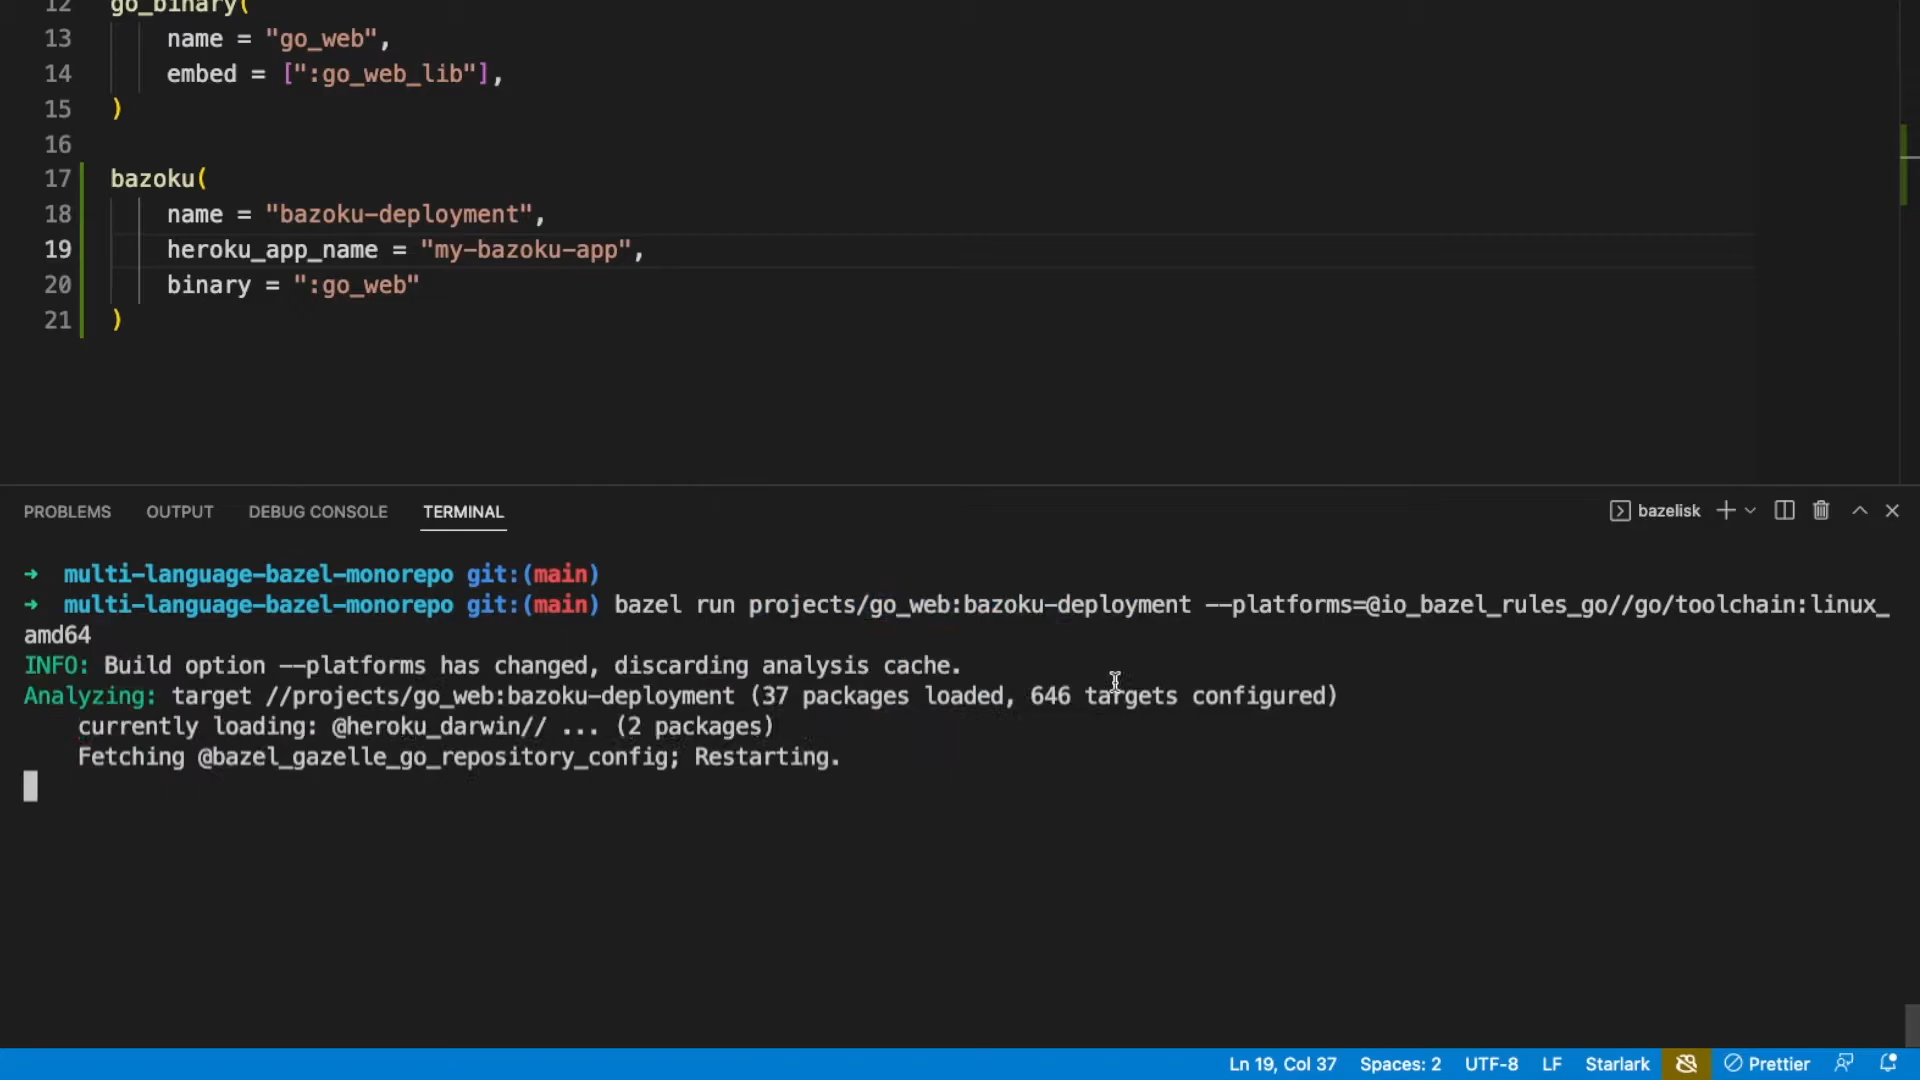 12 go_binary(
13 name = "go_web",
14 embed = [":go_web_lib"],
15 )
16
17 bazoku(
18 name = "bazoku-deployment",
19 heroku_app_name = "my-bazoku-app",
20 binary = ":go_web"
21 )
PROBLEMS OUTPUT DEBUG CONSOLE TERMINAL bazelisk
➜ multi-language-bazel-monorepo git:(main)
➜ multi-language-bazel-monorepo git:(main) bazel run projects/go_web:bazoku-deployment --platforms=@io_bazel_rules_go//go/toolchain:linux_
amd64
INFO: Build option --platforms has changed, discarding analysis cache.
Analyzing: target //projects/go_web:bazoku-deployment (37 packages loaded, 646 targets configured)
currently loading: @heroku_darwin// ... (2 packages)
Fetching @bazel_gazelle_go_repository_config; Restarting.
Ln 19, Col 37 Spaces: 2 UTF-8 LF Starlark Prettier